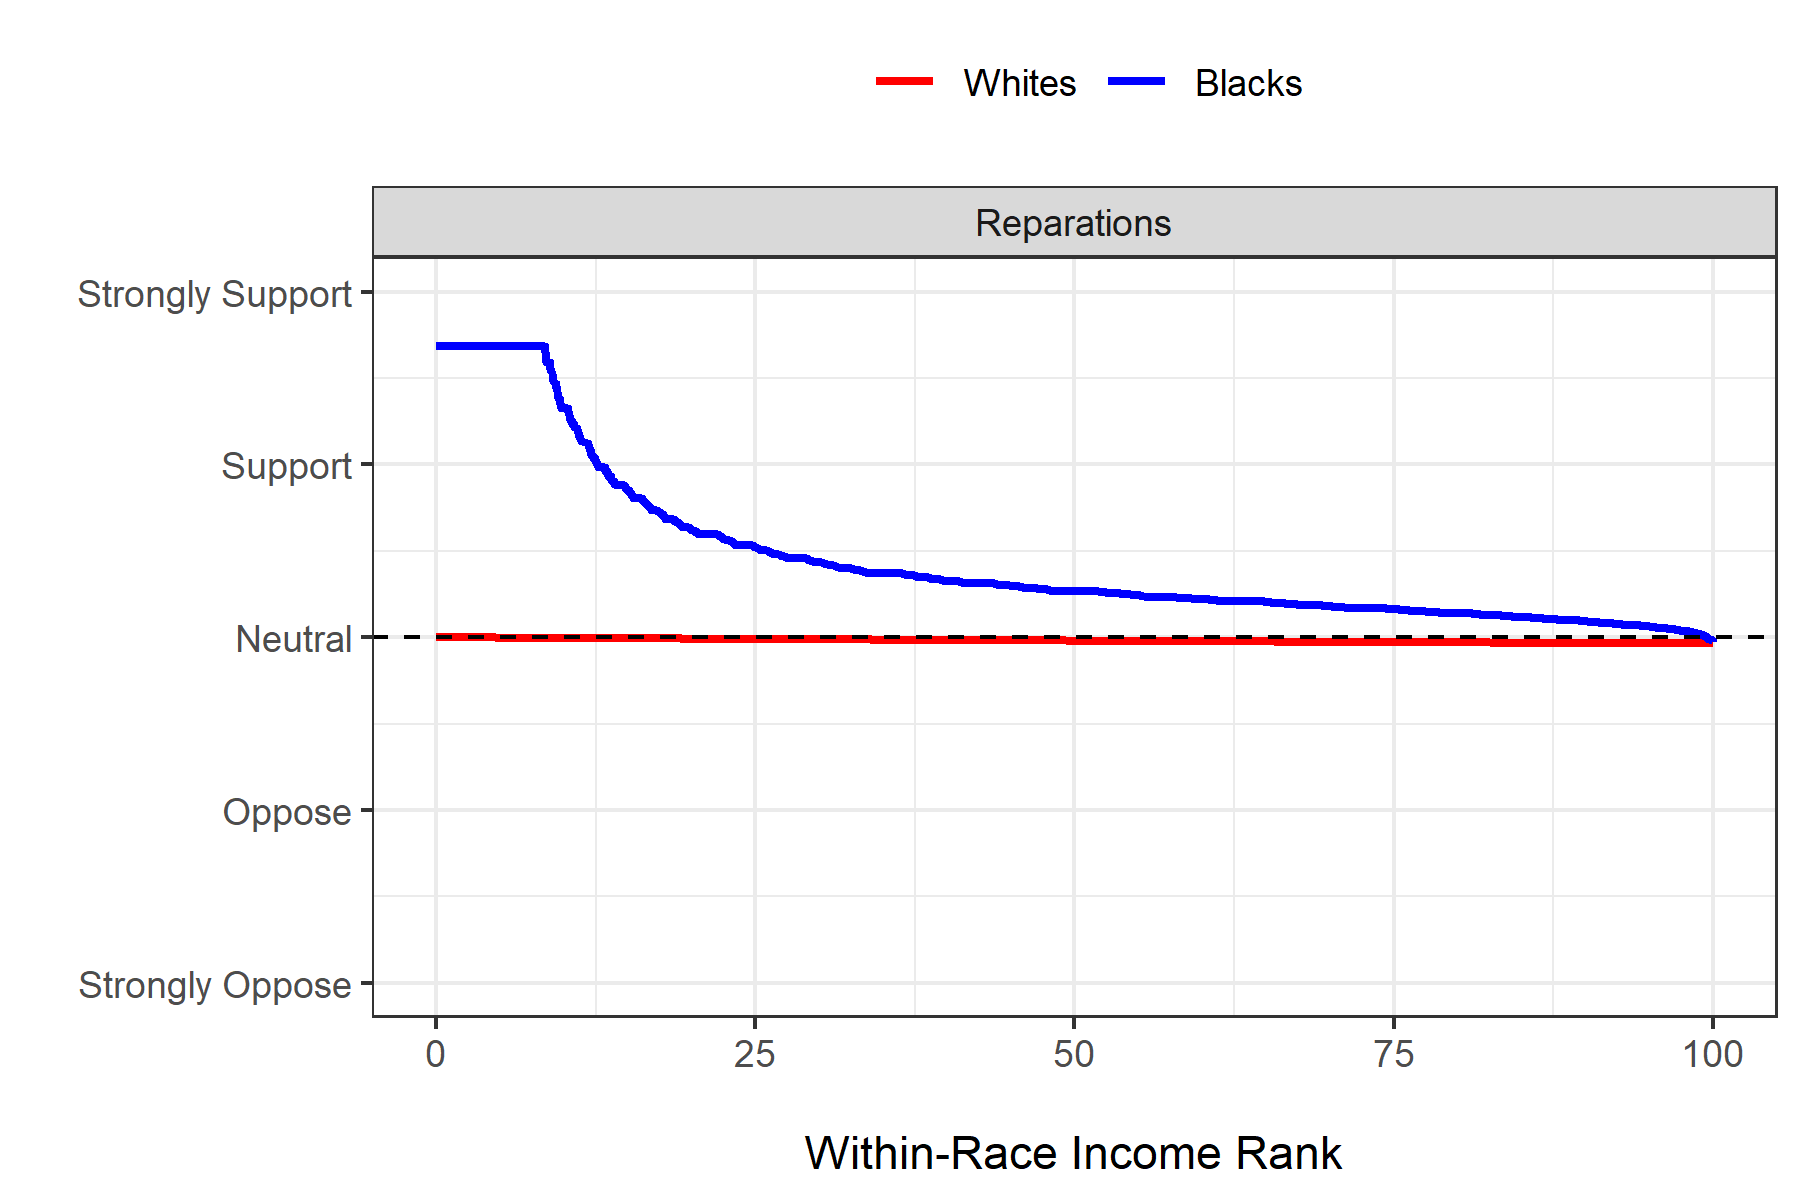 Whites Blacks
Reparations
Strongly Support
Support
Neutral
Oppose
Strongly Oppose
0 25 50 75 100
Within-Race Income Rank